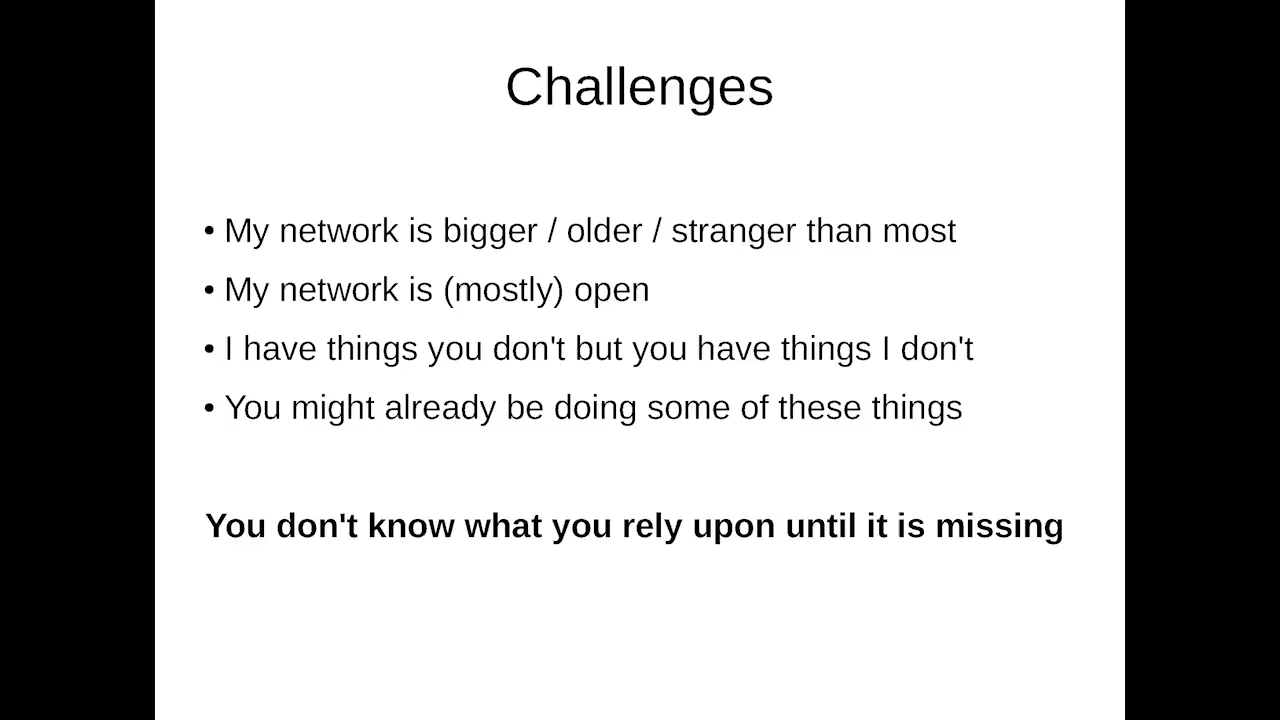 Challenges
• My network is bigger / older / stranger than most
• My network is (mostly) open
• I have things you don't but you have things I don't
• You might already be doing some of these things
You don't know what you rely upon until it is missing